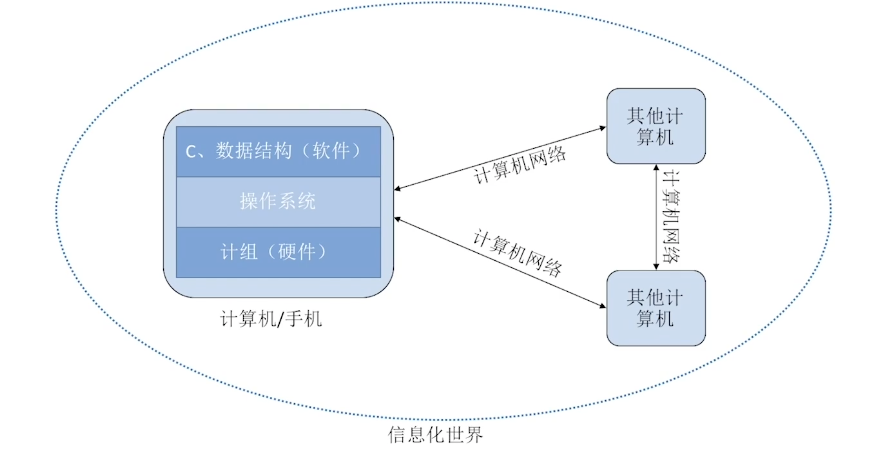 C、数据结构（软件）
操作系统
计组（硬件）
计算机/手机
计算机网络
计算机网络
其他计
算机
计算机网络
其他计
算机
信息化世界